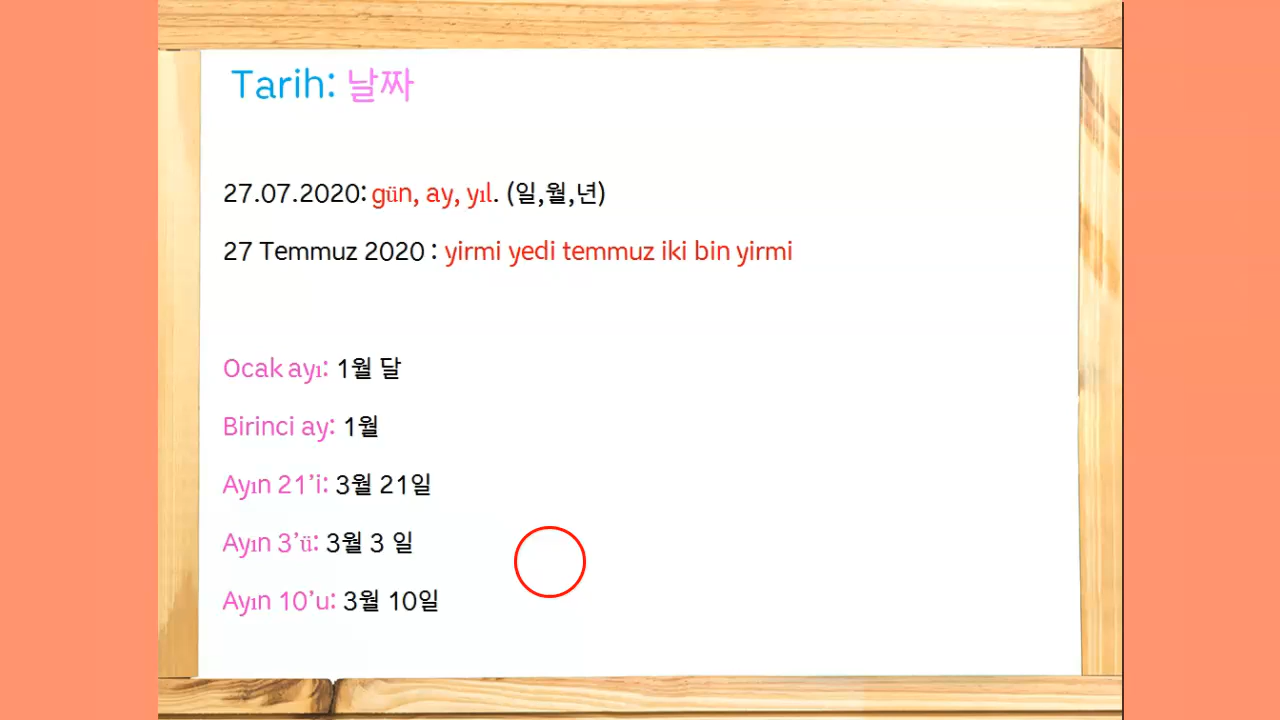 Tarih: 날짜
27.07.2020: gün, ay, yıl. (일,월,년)
27 Temmuz 2020 : yirmi yedi temmuz iki bin yirmi
Ocak ayı: 1월 달
Birinci ay: 1월
Ayın 21’i: 3월 21일
Ayın 3’ü: 3월 3 일
Ayın 10’u: 3월 10일